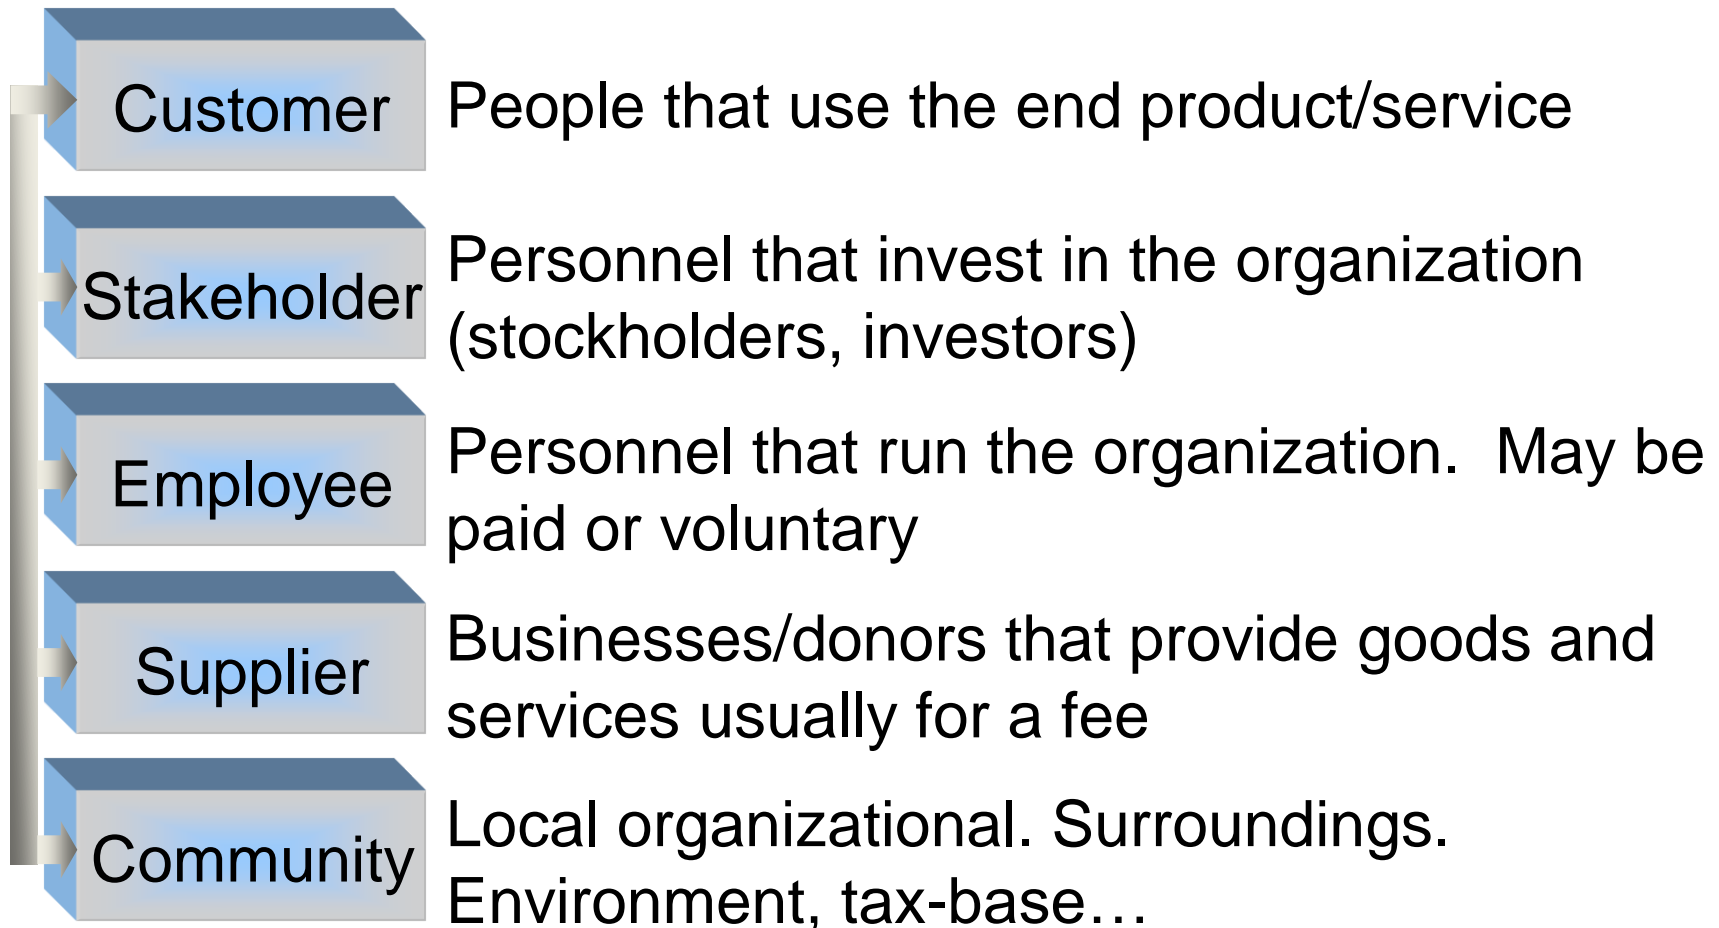 Customer
People that use the end product/service
Stakeholder
Personnel that invest in the organization
(stockholders, investors)
Employee
Personnel that run the organization.  May be
paid or voluntary
Supplier
Businesses/donors that provide goods and
services usually for a fee
Community
Local organizational. Surroundings.
Environment, tax-base…